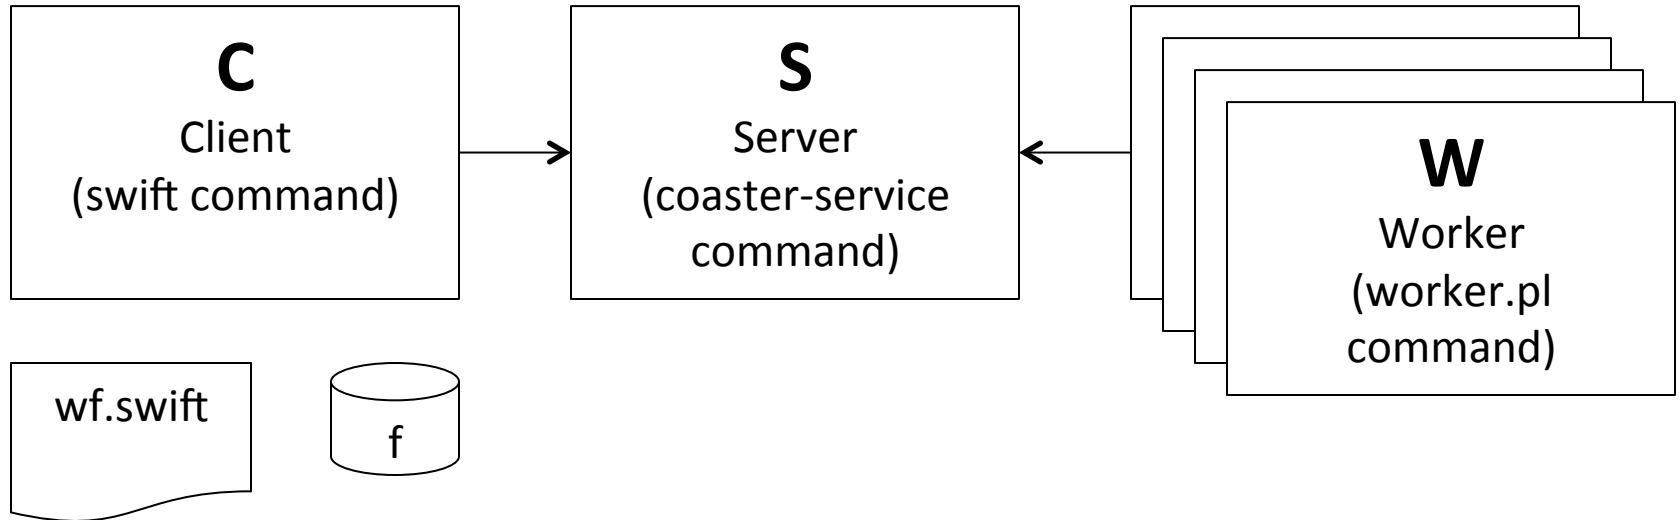 C
Client
(swift command)
S
Server
(coaster-service
command)
W
Worker
(worker.pl
command)
wf.swift
f